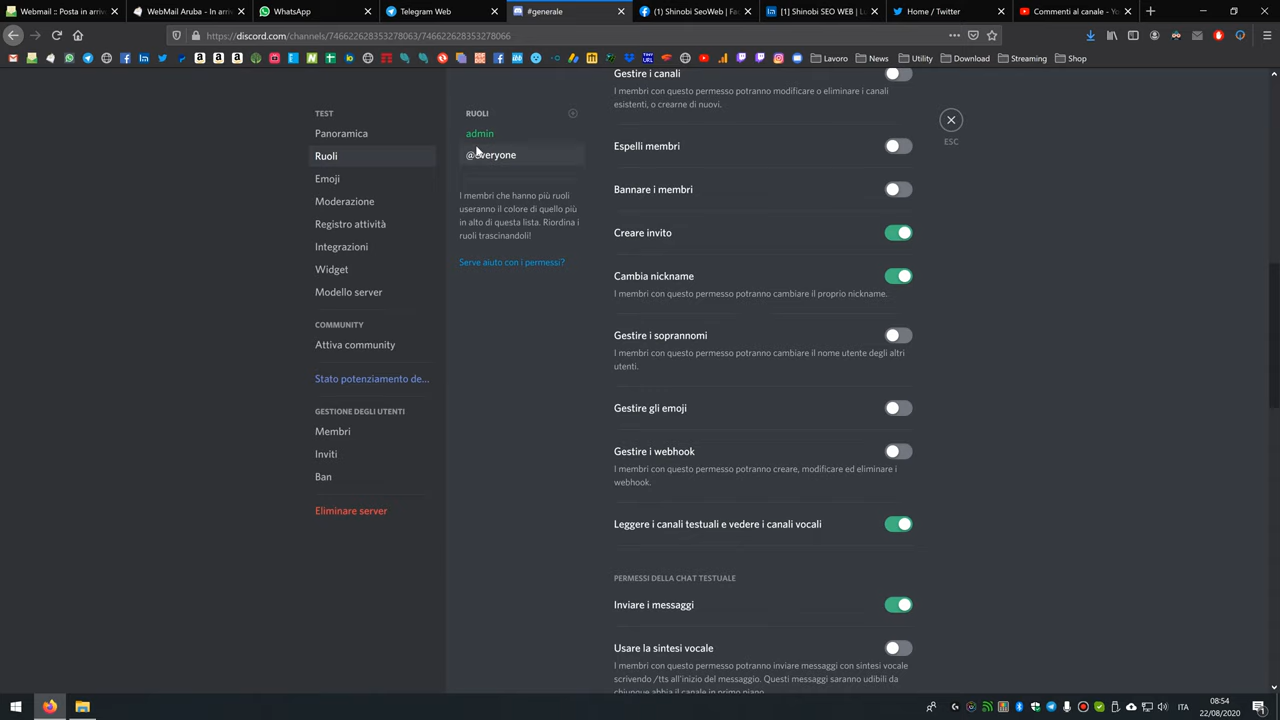 Webmail :: Posta in arriv
WebMail Aruba - In arriv
WhatsApp
Telegram Web
#generale
(1) Shinobi SeoWeb | Fac
[1] Shinobi SEO WEB | L
Home / Twitter
Commenti al canale - Yo
https://discord.com/channels/746622628353278063/746622628353278066
Lavoro
News
Utility
Download
Streaming
Shop
TEST
Panoramica
Ruoli
Emoji
Moderazione
Registro attività
Integrazioni
Widget
Modello server
COMMUNITY
Attiva community
Stato potenziamento de...
GESTIONE DEGLI UTENTI
Membri
Inviti
Ban
Eliminare server
RUOLI
admin
@everyone
I membri che hanno più ruoli
useranno il colore di quello più
in alto di questa lista. Riordina i
ruoli trascinandoli!
Serve aiuto con i permessi?
Gestire i canali
I membri con questo permesso potranno modificare o eliminare i canali
esistenti, o crearne di nuovi.
Espelli membri
Bannare i membri
Creare invito
Cambia nickname
I membri con questo permesso potranno cambiare il proprio nickname.
Gestire i soprannomi
I membri con questo permesso potranno cambiare il nome utente degli altri
utenti.
Gestire gli emoji
Gestire i webhook
I membri con questo permesso potranno creare, modificare ed eliminare i
webhook.
Leggere i canali testuali e vedere i canali vocali
PERMESSI DELLA CHAT TESTUALE
Inviare i messaggi
Usare la sintesi vocale
I membri con questo permesso potranno inviare messaggi con sintesi vocale
scrivendo /tts all'inizio del messaggio. Questi messaggi saranno udibili da
chiunque abbia il canale in primo piano.
ESC
ITA
08:54
22/08/2020